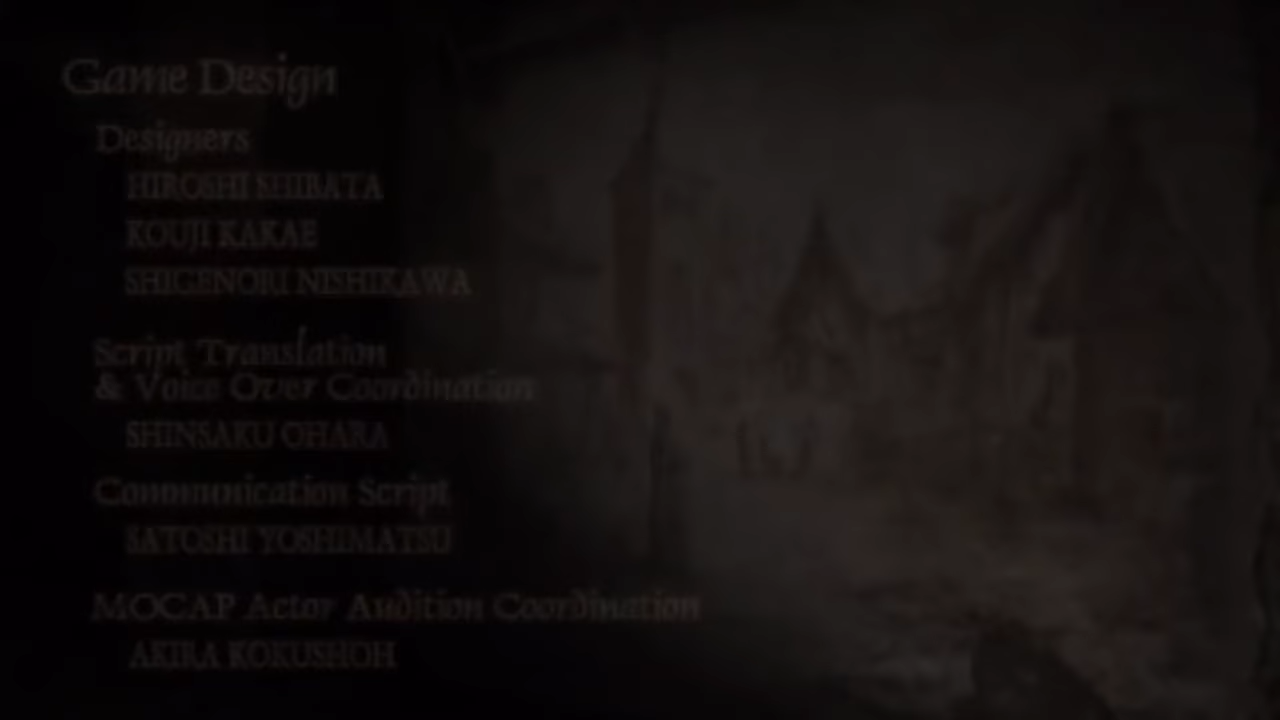 Game Design
Designers
HIROSHI SHIBATA
KOUJI KAKAE
SHIGENORI NISHIKAWA
Script Translation
& Voice Over Coordination
SHINSAKU OHARA
Communication Script
SATOSHI YOSHIMATSU
MOCAP Actor Audition Coordination
AKIRA KOKUSHOH